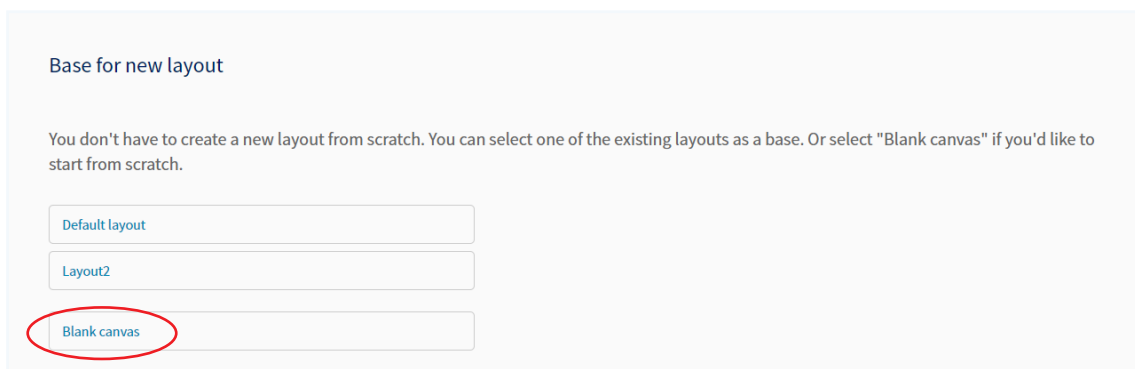 Base for new layout
You don't have to create a new layout from scratch. You can select one of the existing layouts as a base. Or select "Blank canvas" if you'd like to
start from scratch.
Default layout
Layout2
Blank canvas